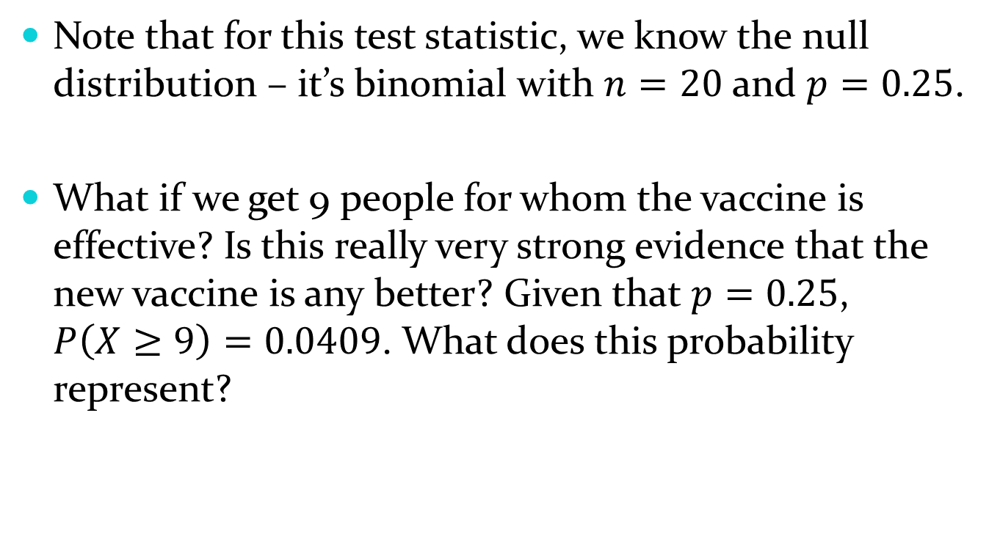 • Note that for this test statistic, we know the null
distribution – it's binomial with n = 20 and p = 0.25.
• What if we get 9 people for whom the vaccine is
effective? Is this really very strong evidence that the
new vaccine is any better? Given that p = 0.25,
P(X ≥ 9) = 0.0409. What does this probability
represent?